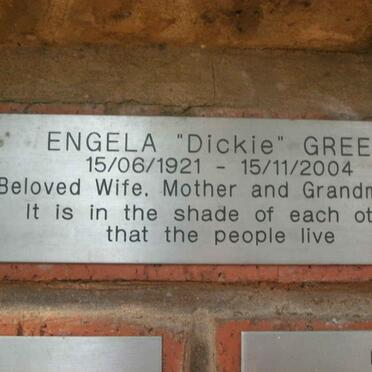 ENGELA "Dickie" GREE
15/06/1921 - 15/11/2004
Beloved Wife, Mother and Grandm
It is in the shade of each ot
that the people live